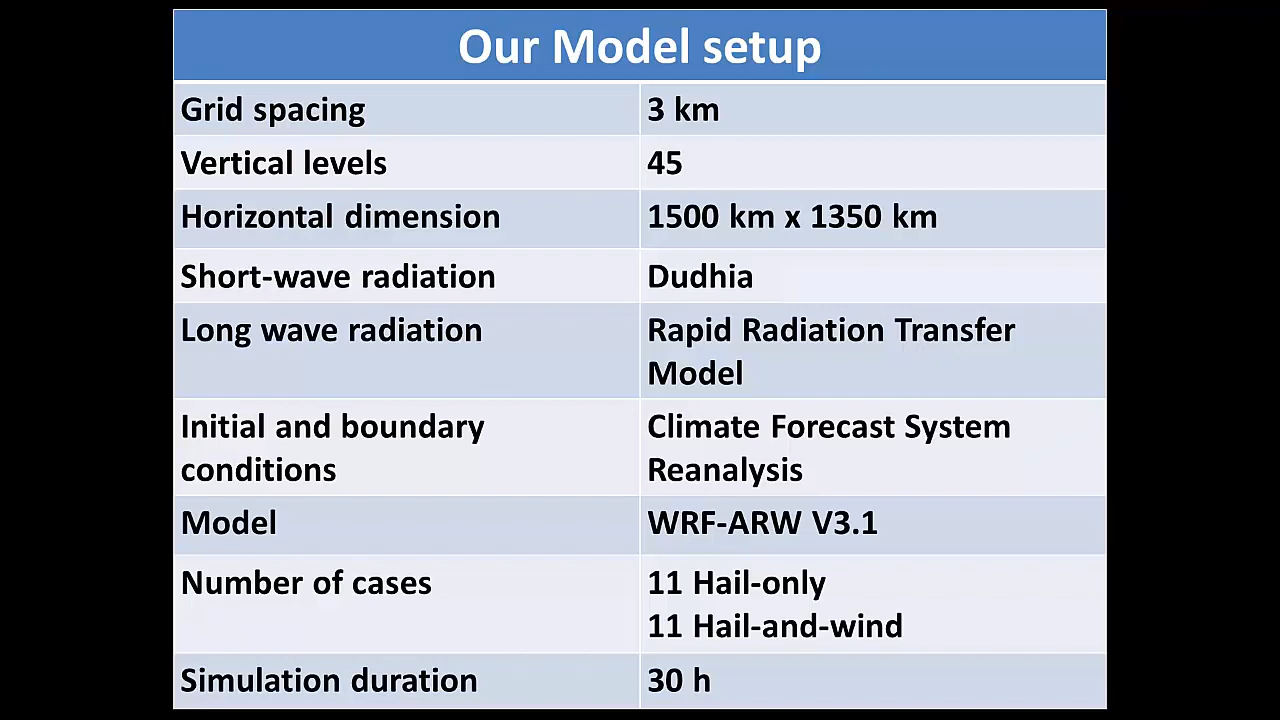 Our Model setup
Grid spacing
3 km
Vertical levels
45
Horizontal dimension
1500 km x 1350 km
Short-wave radiation
Dudhia
Long wave radiation
Rapid Radiation Transfer
Model
Initial and boundary
conditions
Climate Forecast System
Reanalysis
Model
WRF-ARW V3.1
Number of cases
11 Hail-only
11 Hail-and-wind
Simulation duration
30 h